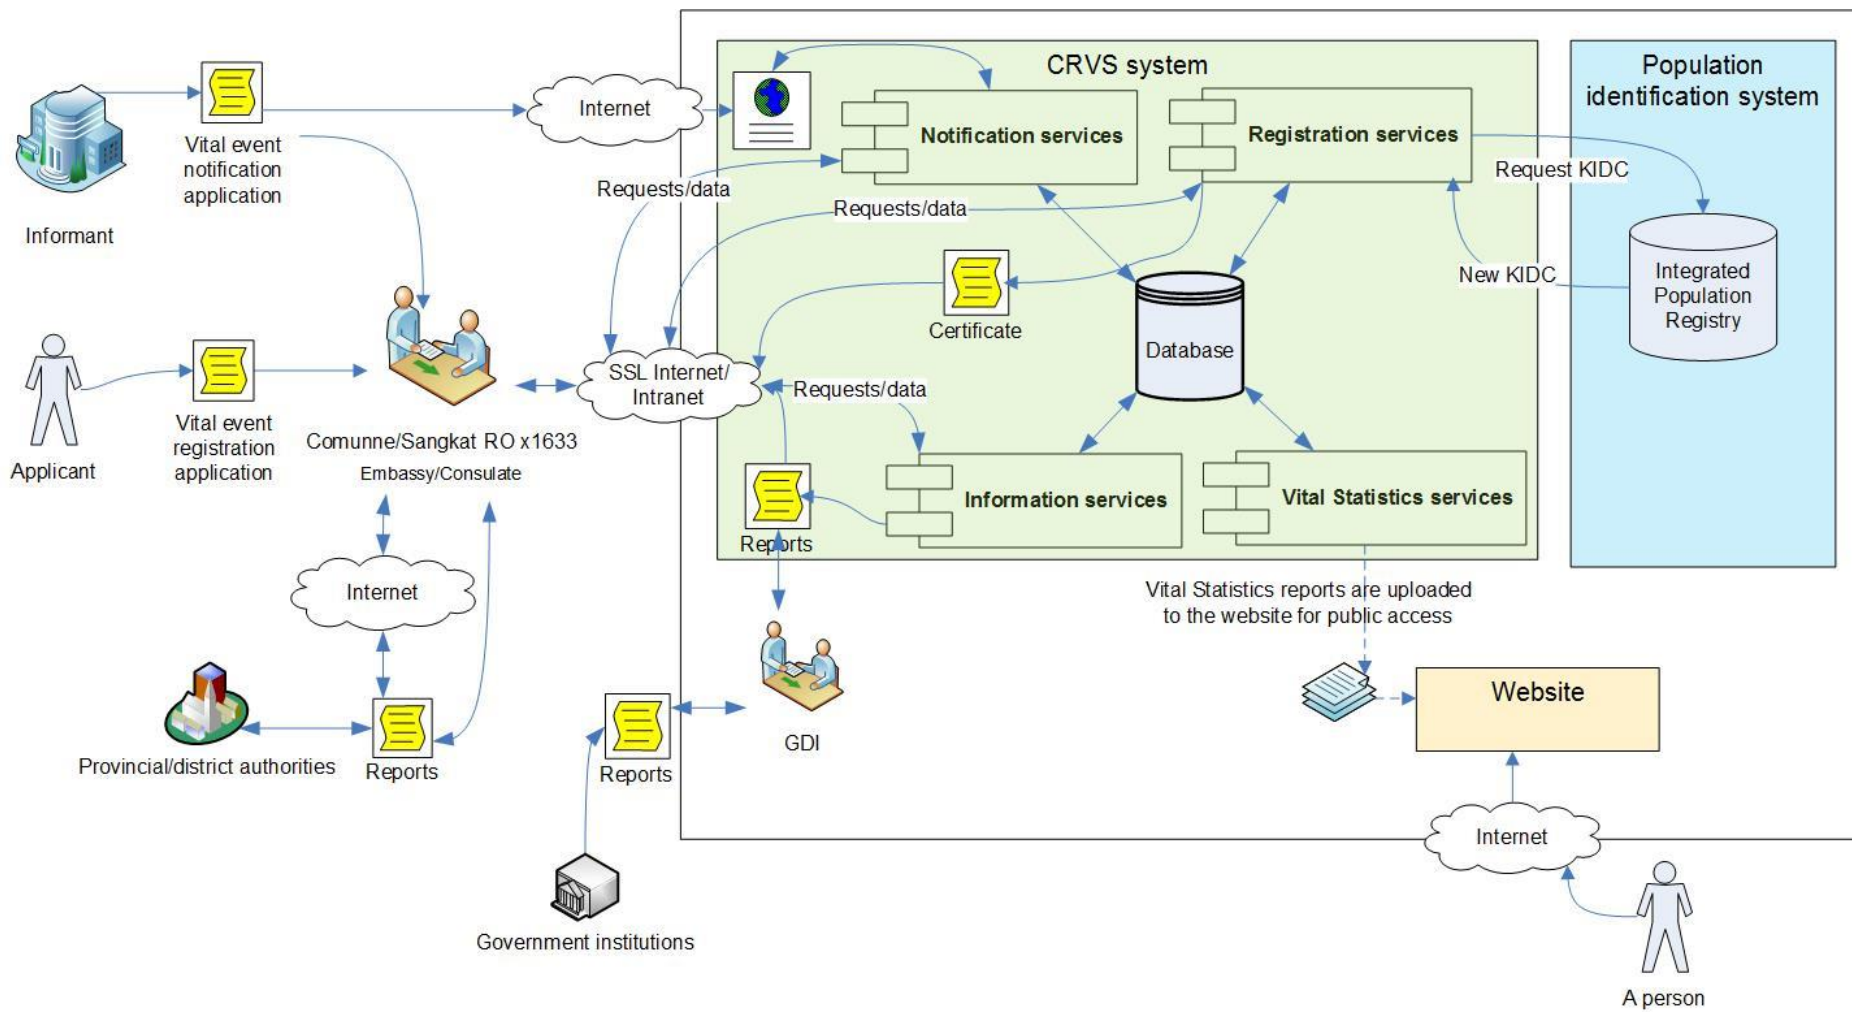 CRVS system
Population
identification system
Internet
Notification services
Registration services
Vital event
notification
application
Requests/data
Request KIDC
Requests/data
Informant
New KIDC
Integrated
Population
Registry
Certificate
Database
SSL Internet/
Intranet
Requests/data
Vital event
registration
application
Applicant
Comunne/Sangkat RO x1633
Embassy/Consulate
Information services
Vital Statistics services
Reports
Internet
Vital Statistics reports are uploaded
to the website for public access
Website
GDI
Provincial/district authorities
Reports
Reports
Internet
Government institutions
A person